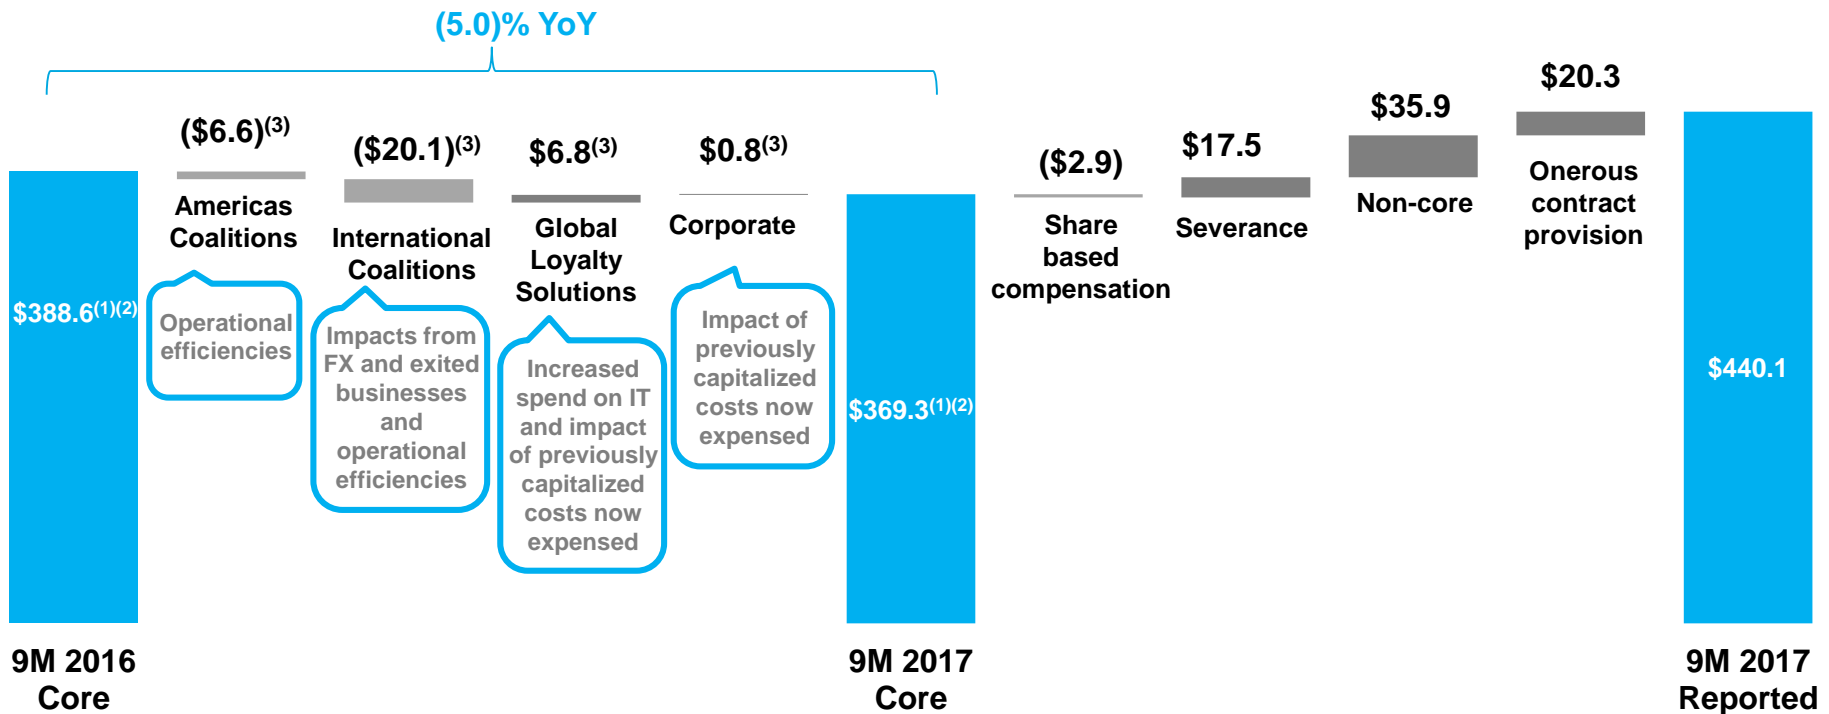 (5.0)% YoY
$388.6(1)(2)
9M 2016
Core
($6.6)(3)
Americas
Coalitions
Operational
efficiencies
($20.1)(3)
International
Coalitions
Impacts from
FX and exited
businesses
and
operational
efficiencies
$6.8(3)
Global
Loyalty
Solutions
Increased
spend on IT
and impact
of previously
capitalized
costs now
expensed
$0.8(3)
Corporate
Impact of
previously
capitalized
costs now
expensed
$369.3(1)(2)
9M 2017
Core
($2.9)
Share
based
compensation
$17.5
Severance
$35.9
Non-core
$20.3
Onerous
contract
provision
$440.1
9M 2017
Reported